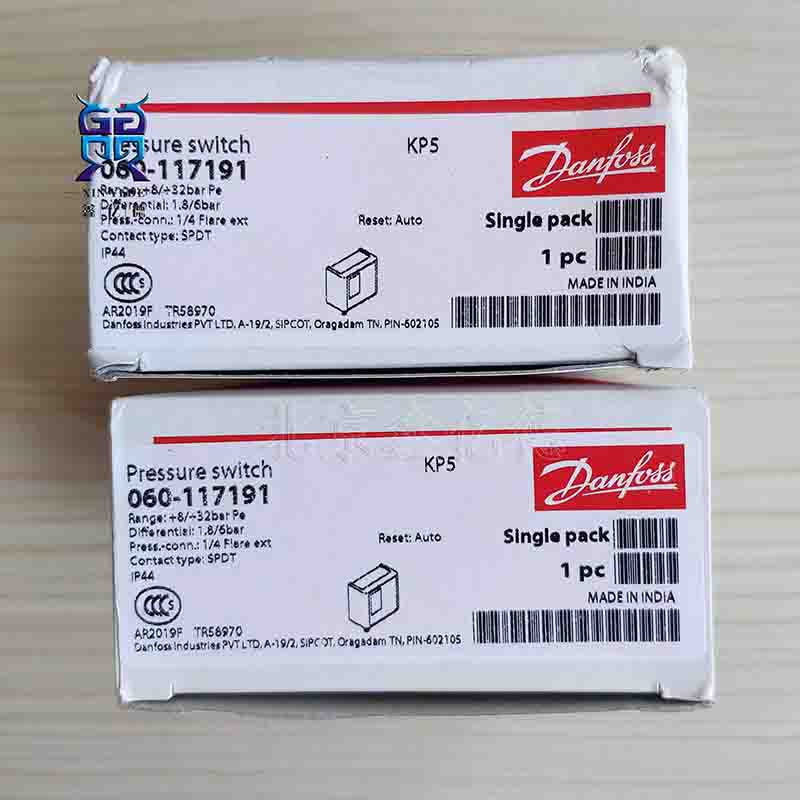 Pressure switch
KP5
Danfoss
060-117191
Range: +8/+32bar Pe
Differential: 1.8/6bar
Press.-conn.: 1/4 Flare ext
Reset: Auto
Single pack
Contact type: SPDT
1 pc
IP44
MADE IN INDIA
CCC S
AR2019F TR58970
Danfoss Industries PVT LTD, A-19/2, SIPCOT, Oragadam TN, PIN-602105
Pressure switch
KP5
Danfoss
060-117191
Range: +8/+32bar Pe
Differential: 1.8/6bar
Press.-conn.: 1/4 Flare ext
Reset: Auto
Single pack
Contact type: SPDT
1 pc
IP44
MADE IN INDIA
CCC S
AR2019F TR58970
Danfoss Industries PVT LTD, A-19/2, SIPCOT, Oragadam TN, PIN-602105